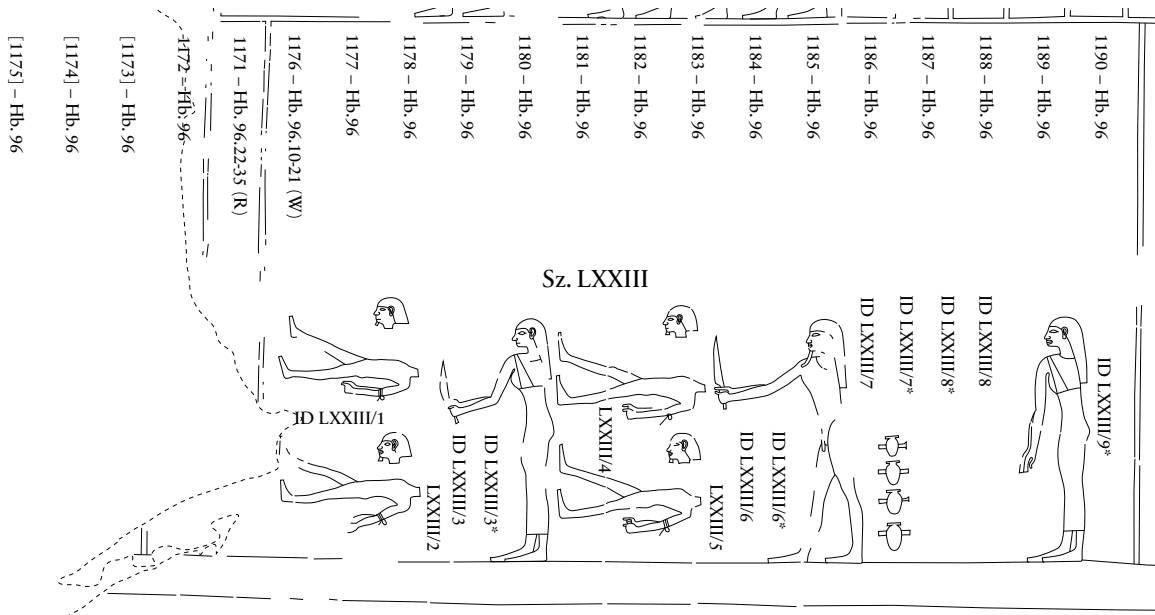 [1175] – Hb. 96
[1174] – Hb. 96
[1173] – Hb. 96
1172 – Hb. 96
1171 – Hb. 96.22-35 (R)
1176 – Hb. 96.10-21 (W)
1177 – Hb.96
1178 – Hb. 96
1179 – Hb. 96
1180 – Hb. 96
1181 – Hb. 96
1182 – Hb. 96
1183 – Hb. 96
1184 – Hb. 96
1185 – Hb. 96
1186 – Hb. 96
1187 – Hb. 96
1188 – Hb. 96
1189 – Hb. 96
1190 – Hb. 96
Sz. LXXIII
ID LXXIII/1
LXXIII/2
ID LXXIII/3
ID LXXIII/3*
LXXIII/4
LXXIII/5
ID LXXIII/6
ID LXXIII/6*
ID LXXIII/7
ID LXXIII/7*
ID LXXIII/8*
ID LXXIII/8
ID LXXIII/9*